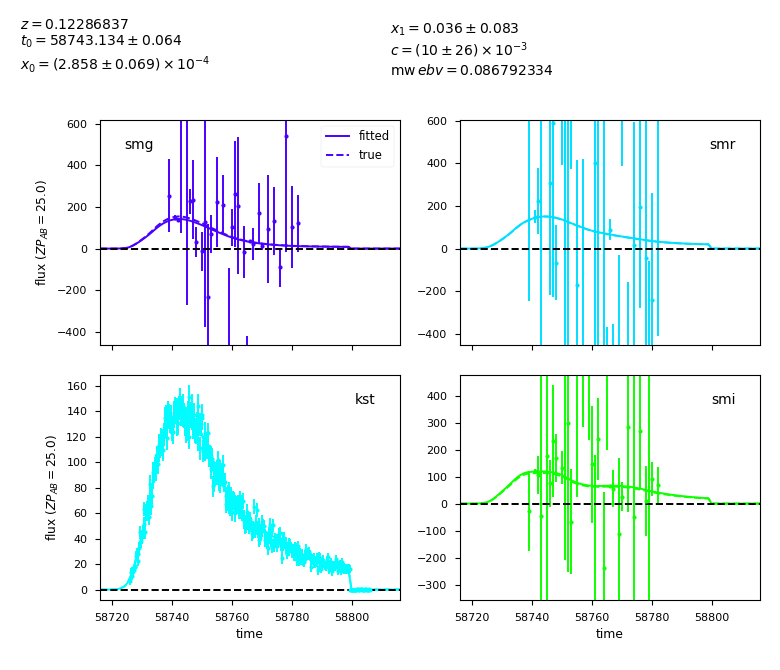 z = 0.12286837
t₀ = 58743.134 ± 0.064
x₀ = (2.858 ± 0.069) × 10⁻⁴
x₁ = 0.036 ± 0.083
c = (10 ± 26) × 10⁻³
mw ebv = 0.086792334
smg
fitted
true
600
400
200
0
−200
−400
flux (ZP_AB = 25.0)
smr
600
400
200
0
−200
−400
kst
160
140
120
100
80
60
40
20
0
flux (ZP_AB = 25.0)
58720 58740 58760 58780 58800
time
smi
400
300
200
100
0
−100
−200
−300
58720 58740 58760 58780 58800
time